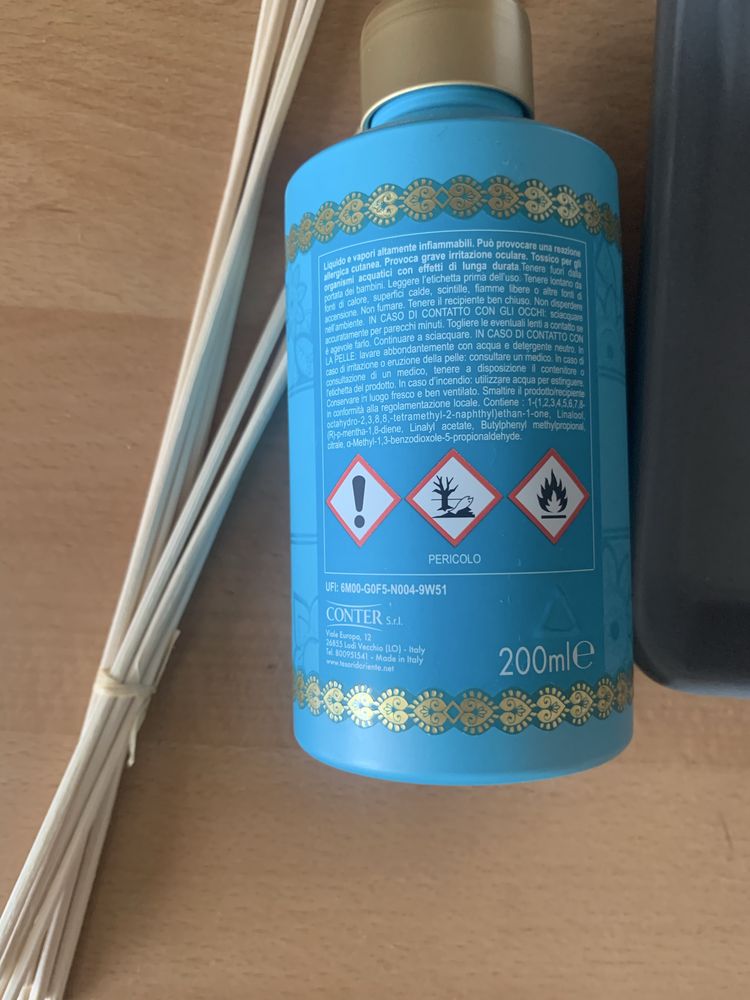 Liquido e vapori altamente infiammabili. Può provocare una reazione
allergica cutanea. Provoca grave irritazione oculare. Tossico per gli
organismi acquatici con effetti di lunga durata.Tenere fuori dalla
portata dei bambini. Leggere l'etichetta prima dell'uso. Tenere lontano da
fonti di calore, superfici calde, scintille, fiamme libere o altre fonti di
accensione. Non fumare. Tenere il recipiente ben chiuso. Non disperdere
nell'ambiente. IN CASO DI CONTATTO CON GLI OCCHI: sciacquare
accuratamente per parecchi minuti. Togliere le eventuali lenti a contatto se
è agevole farlo. Continuare a sciacquare. IN CASO DI CONTATTO CON
LA PELLE: lavare abbondantemente con acqua e detergente neutro. In
caso di irritazione o eruzione della pelle: consultare un medico. In caso di
consultazione di un medico, tenere a disposizione il contenitore o
l'etichetta del prodotto. In caso d'incendio: utilizzare acqua per estinguere.
Conservare in luogo fresco e ben ventilato. Smaltire il prodotto/recipiente
in conformità alla regolamentazione locale. Contiene : 1-(1,2,3,4,5,6,7,8-
octahydro-2,3,8,8,-tetramethyl-2-naphthyl)ethan-1-one, Linalool,
(R)-p-mentha-1,8-diene, Linalyl acetate, Butylphenyl methylpropional,
citrale, α-Methyl-1,3-benzodioxole-5-propionaldehyde.
PERICOLO
UFI: 6M00-G0F5-N004-9W51
CONTER S.r.l.
Viale Europa, 12
26855 Lodi Vecchio (LO) - Italy
Tel. 800951541 - Made in Italy
www.tesoridoriente.net
200ml℮